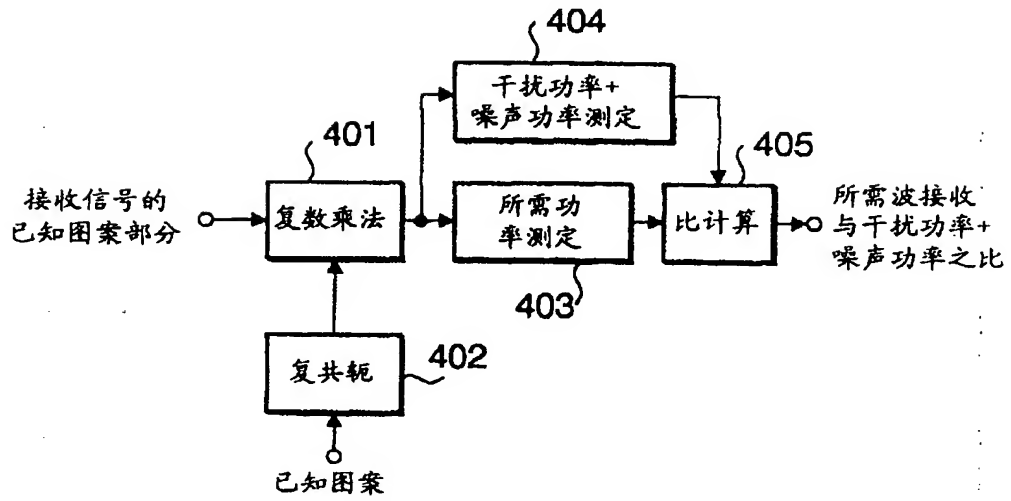 404
干扰功率+
噪声功率测定
401
405
接收信号的
已知图案部分
复数乘法
所需功
率测定
比计算
所需波接收
与干扰功率+
噪声功率之比
403
复共轭
402
已知图案